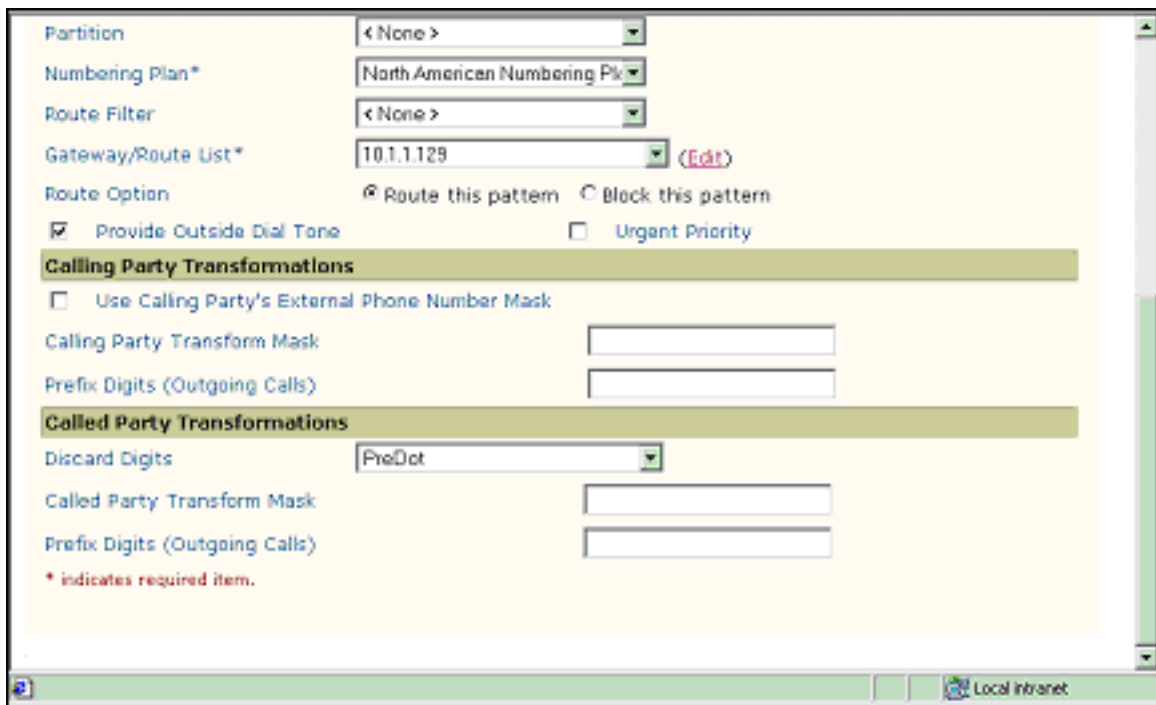 Partition < None >
Numbering Plan* North American Numbering Pl
Route Filter < None >
Gateway/Route List* 10.1.1.129 (Edit)
Route Option Route this pattern Block this pattern
Provide Outside Dial Tone Urgent Priority
Calling Party Transformations
Use Calling Party's External Phone Number Mask
Calling Party Transform Mask
Prefix Digits (Outgoing Calls)
Called Party Transformations
Discard Digits PreDot
Called Party Transform Mask
Prefix Digits (Outgoing Calls)
* indicates required item.
Local intranet